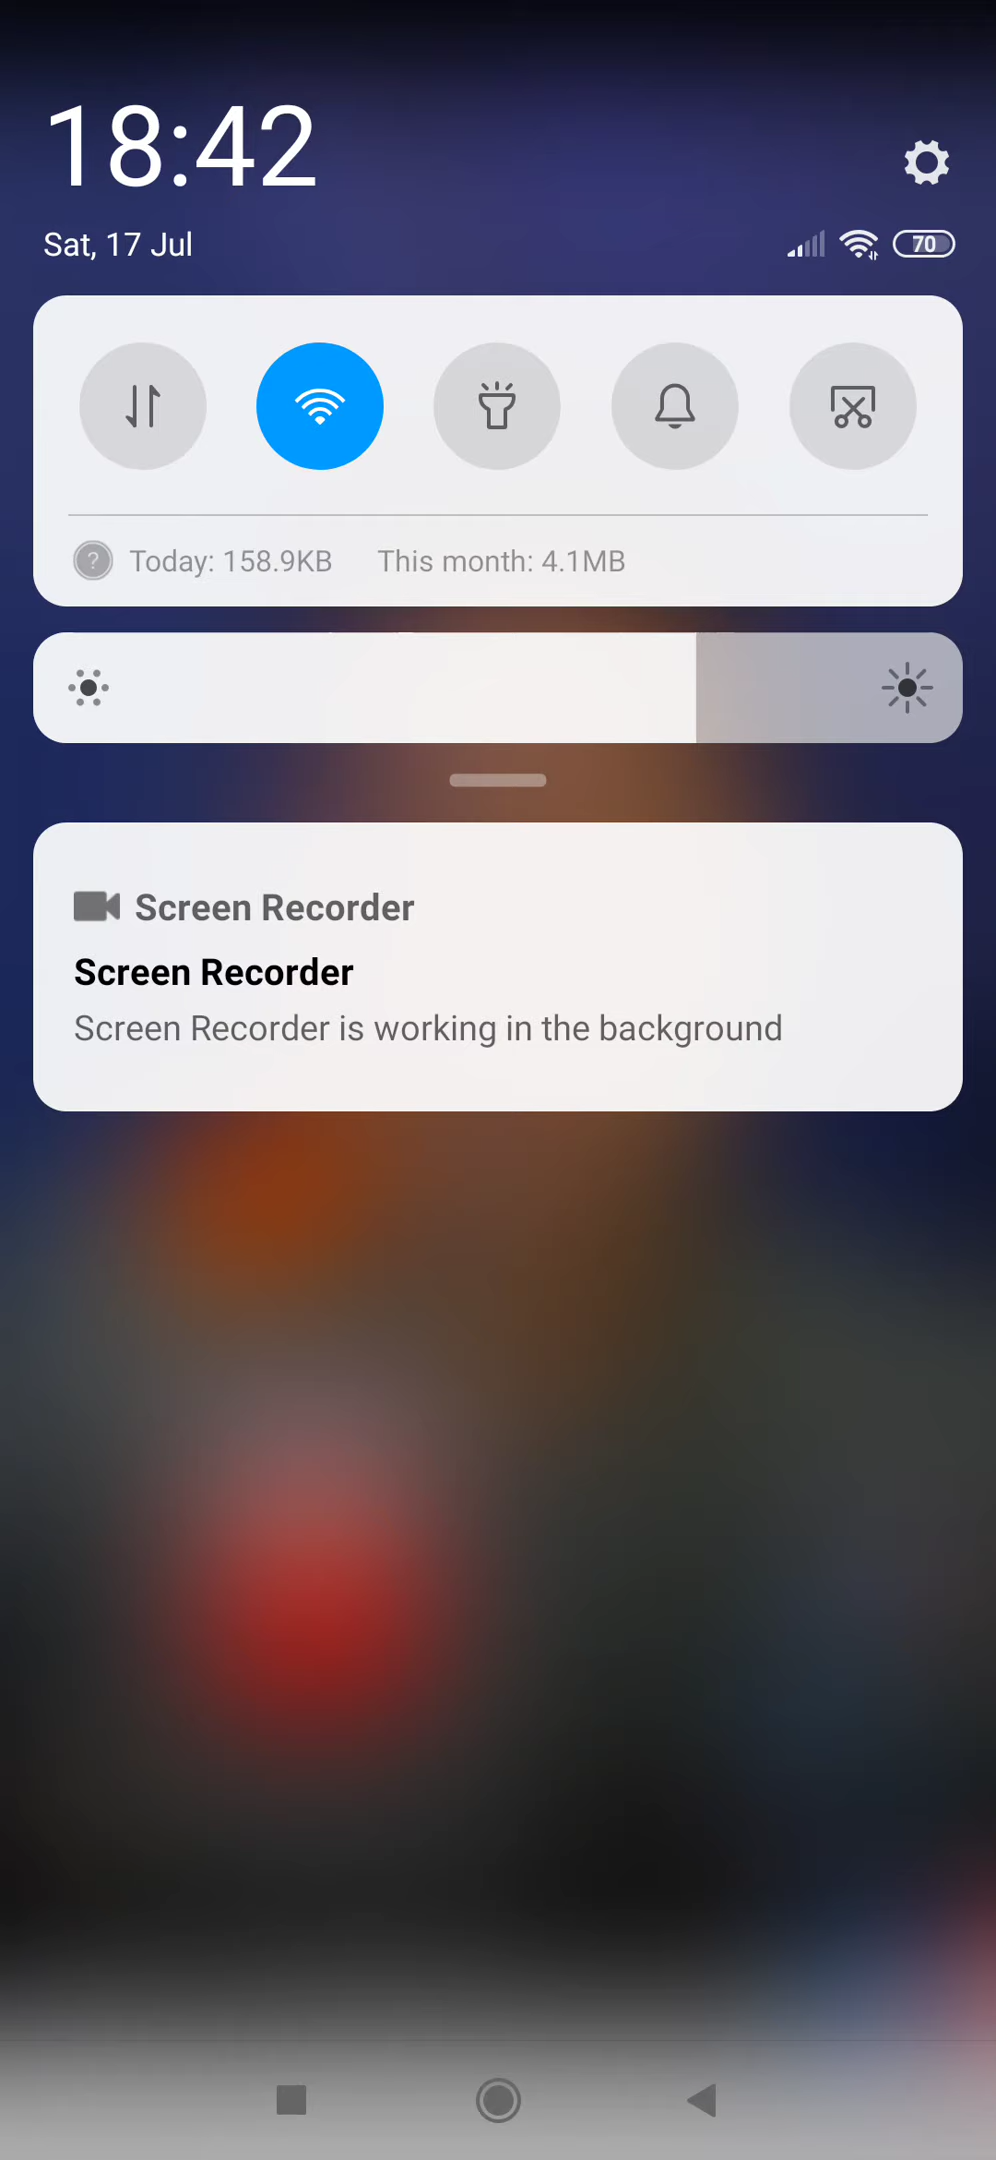 18:42
Sat, 17 Jul
70
? Today: 158.9KB This month: 4.1MB
Screen Recorder
Screen Recorder
Screen Recorder is working in the background